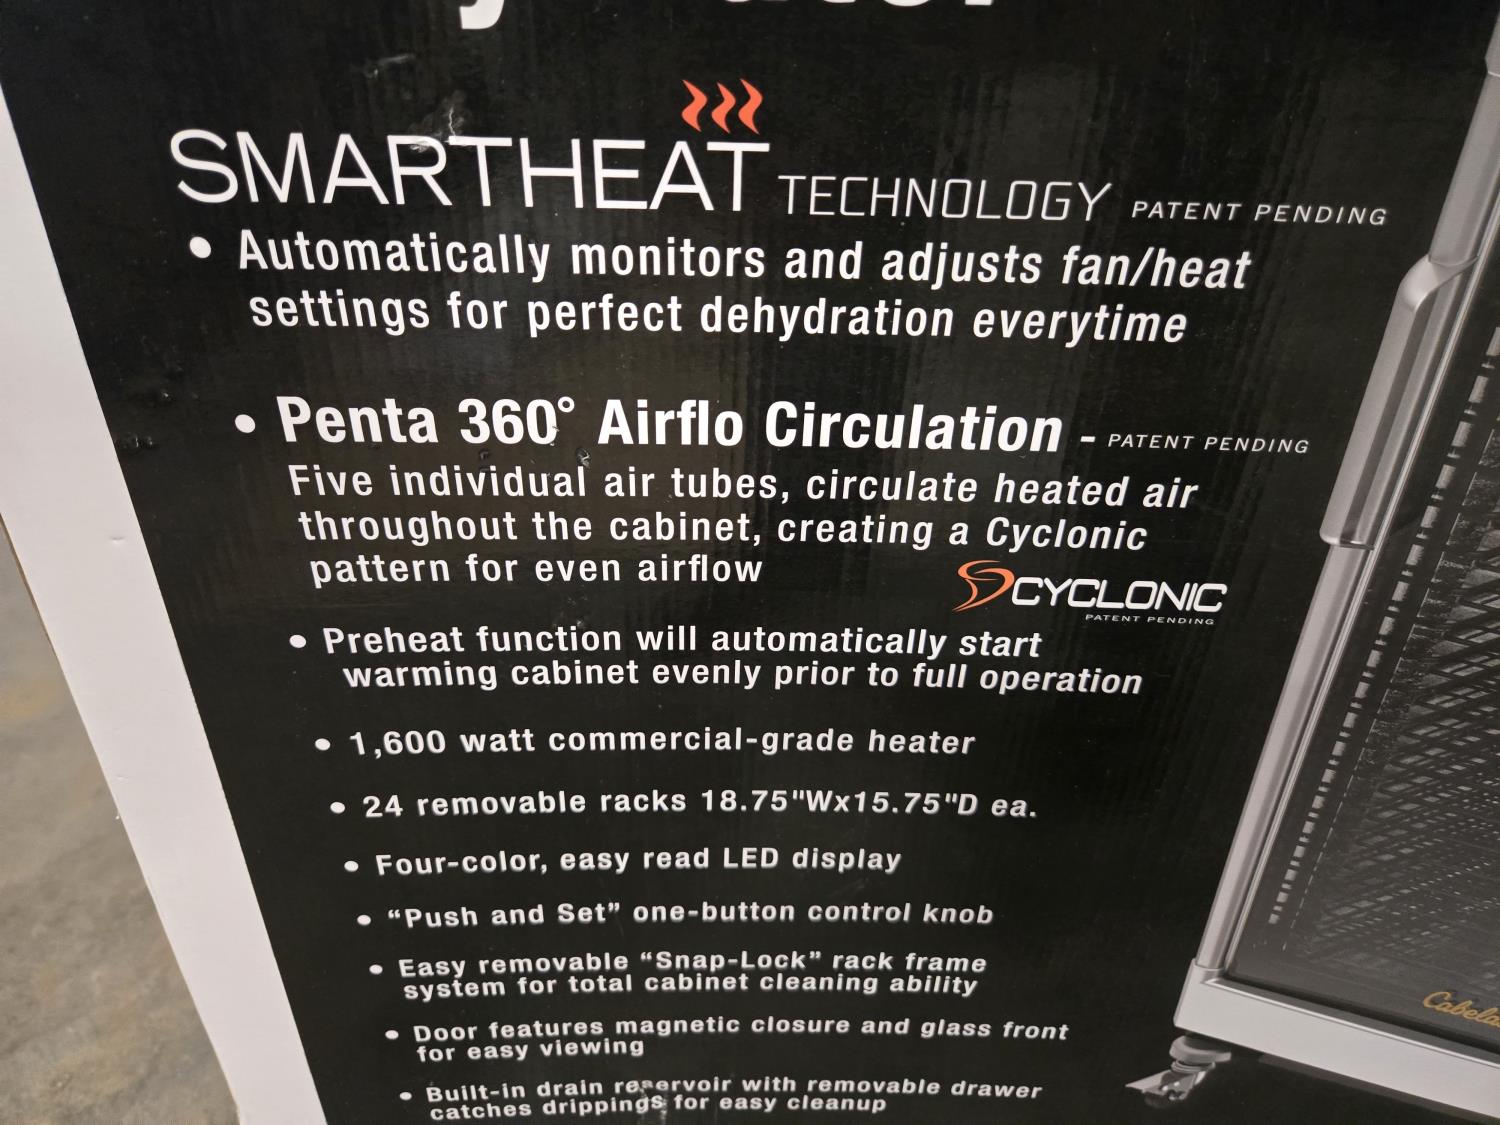 SMARTHEAT TECHNOLOGY PATENT PENDING
• Automatically monitors and adjusts fan/heat
settings for perfect dehydration everytime
• Penta 360° Airflo Circulation - PATENT PENDING
Five individual air tubes, circulate heated air
throughout the cabinet, creating a Cyclonic
pattern for even airflow
CYCLONIC
PATENT PENDING
• Preheat function will automatically start
warming cabinet evenly prior to full operation
• 1,600 watt commercial-grade heater
• 24 removable racks 18.75"Wx15.75"D ea.
• Four-color, easy read LED display
• “Push and Set” one-button control knob
• Easy removable “Snap-Lock” rack frame
system for total cabinet cleaning ability
• Door features magnetic closure and glass front
for easy viewing
• Built-in drain reservoir with removable drawer
catches drippings for easy cleanup